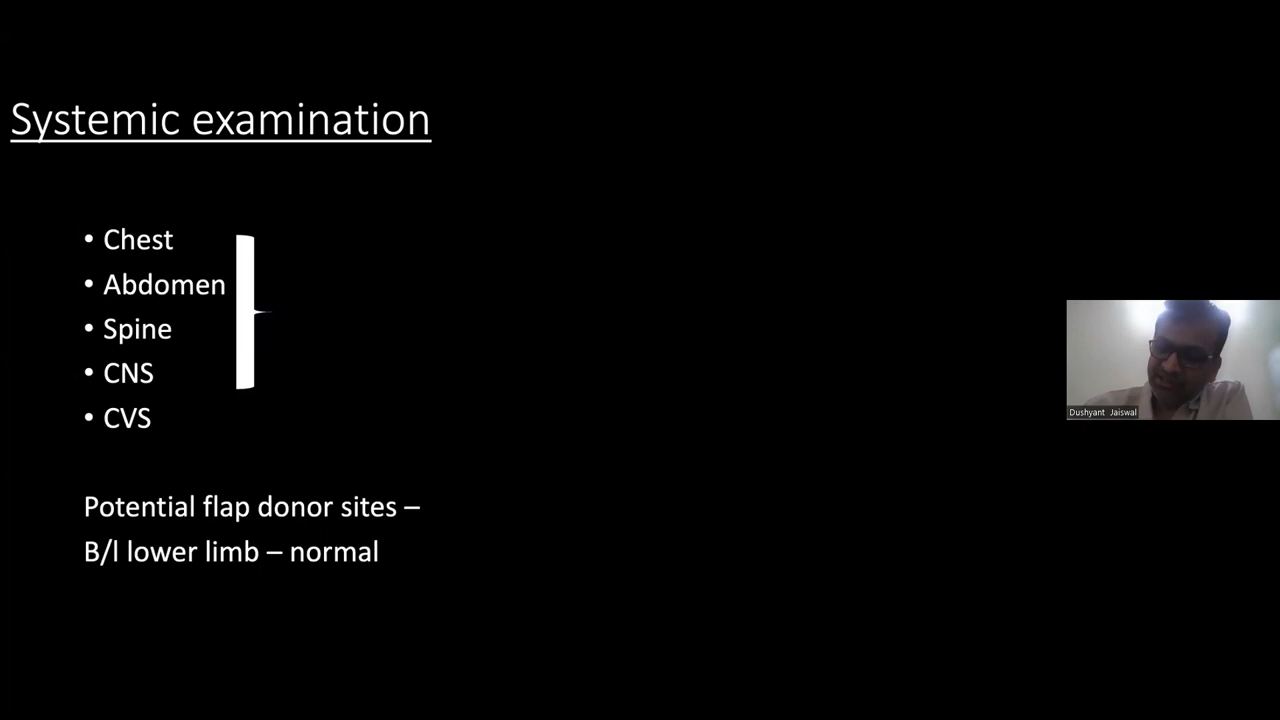 Systemic examination
• Chest
• Abdomen
• Spine
• CNS
• CVS
Potential flap donor sites –
B/l lower limb – normal
Dushyant Jaiswal